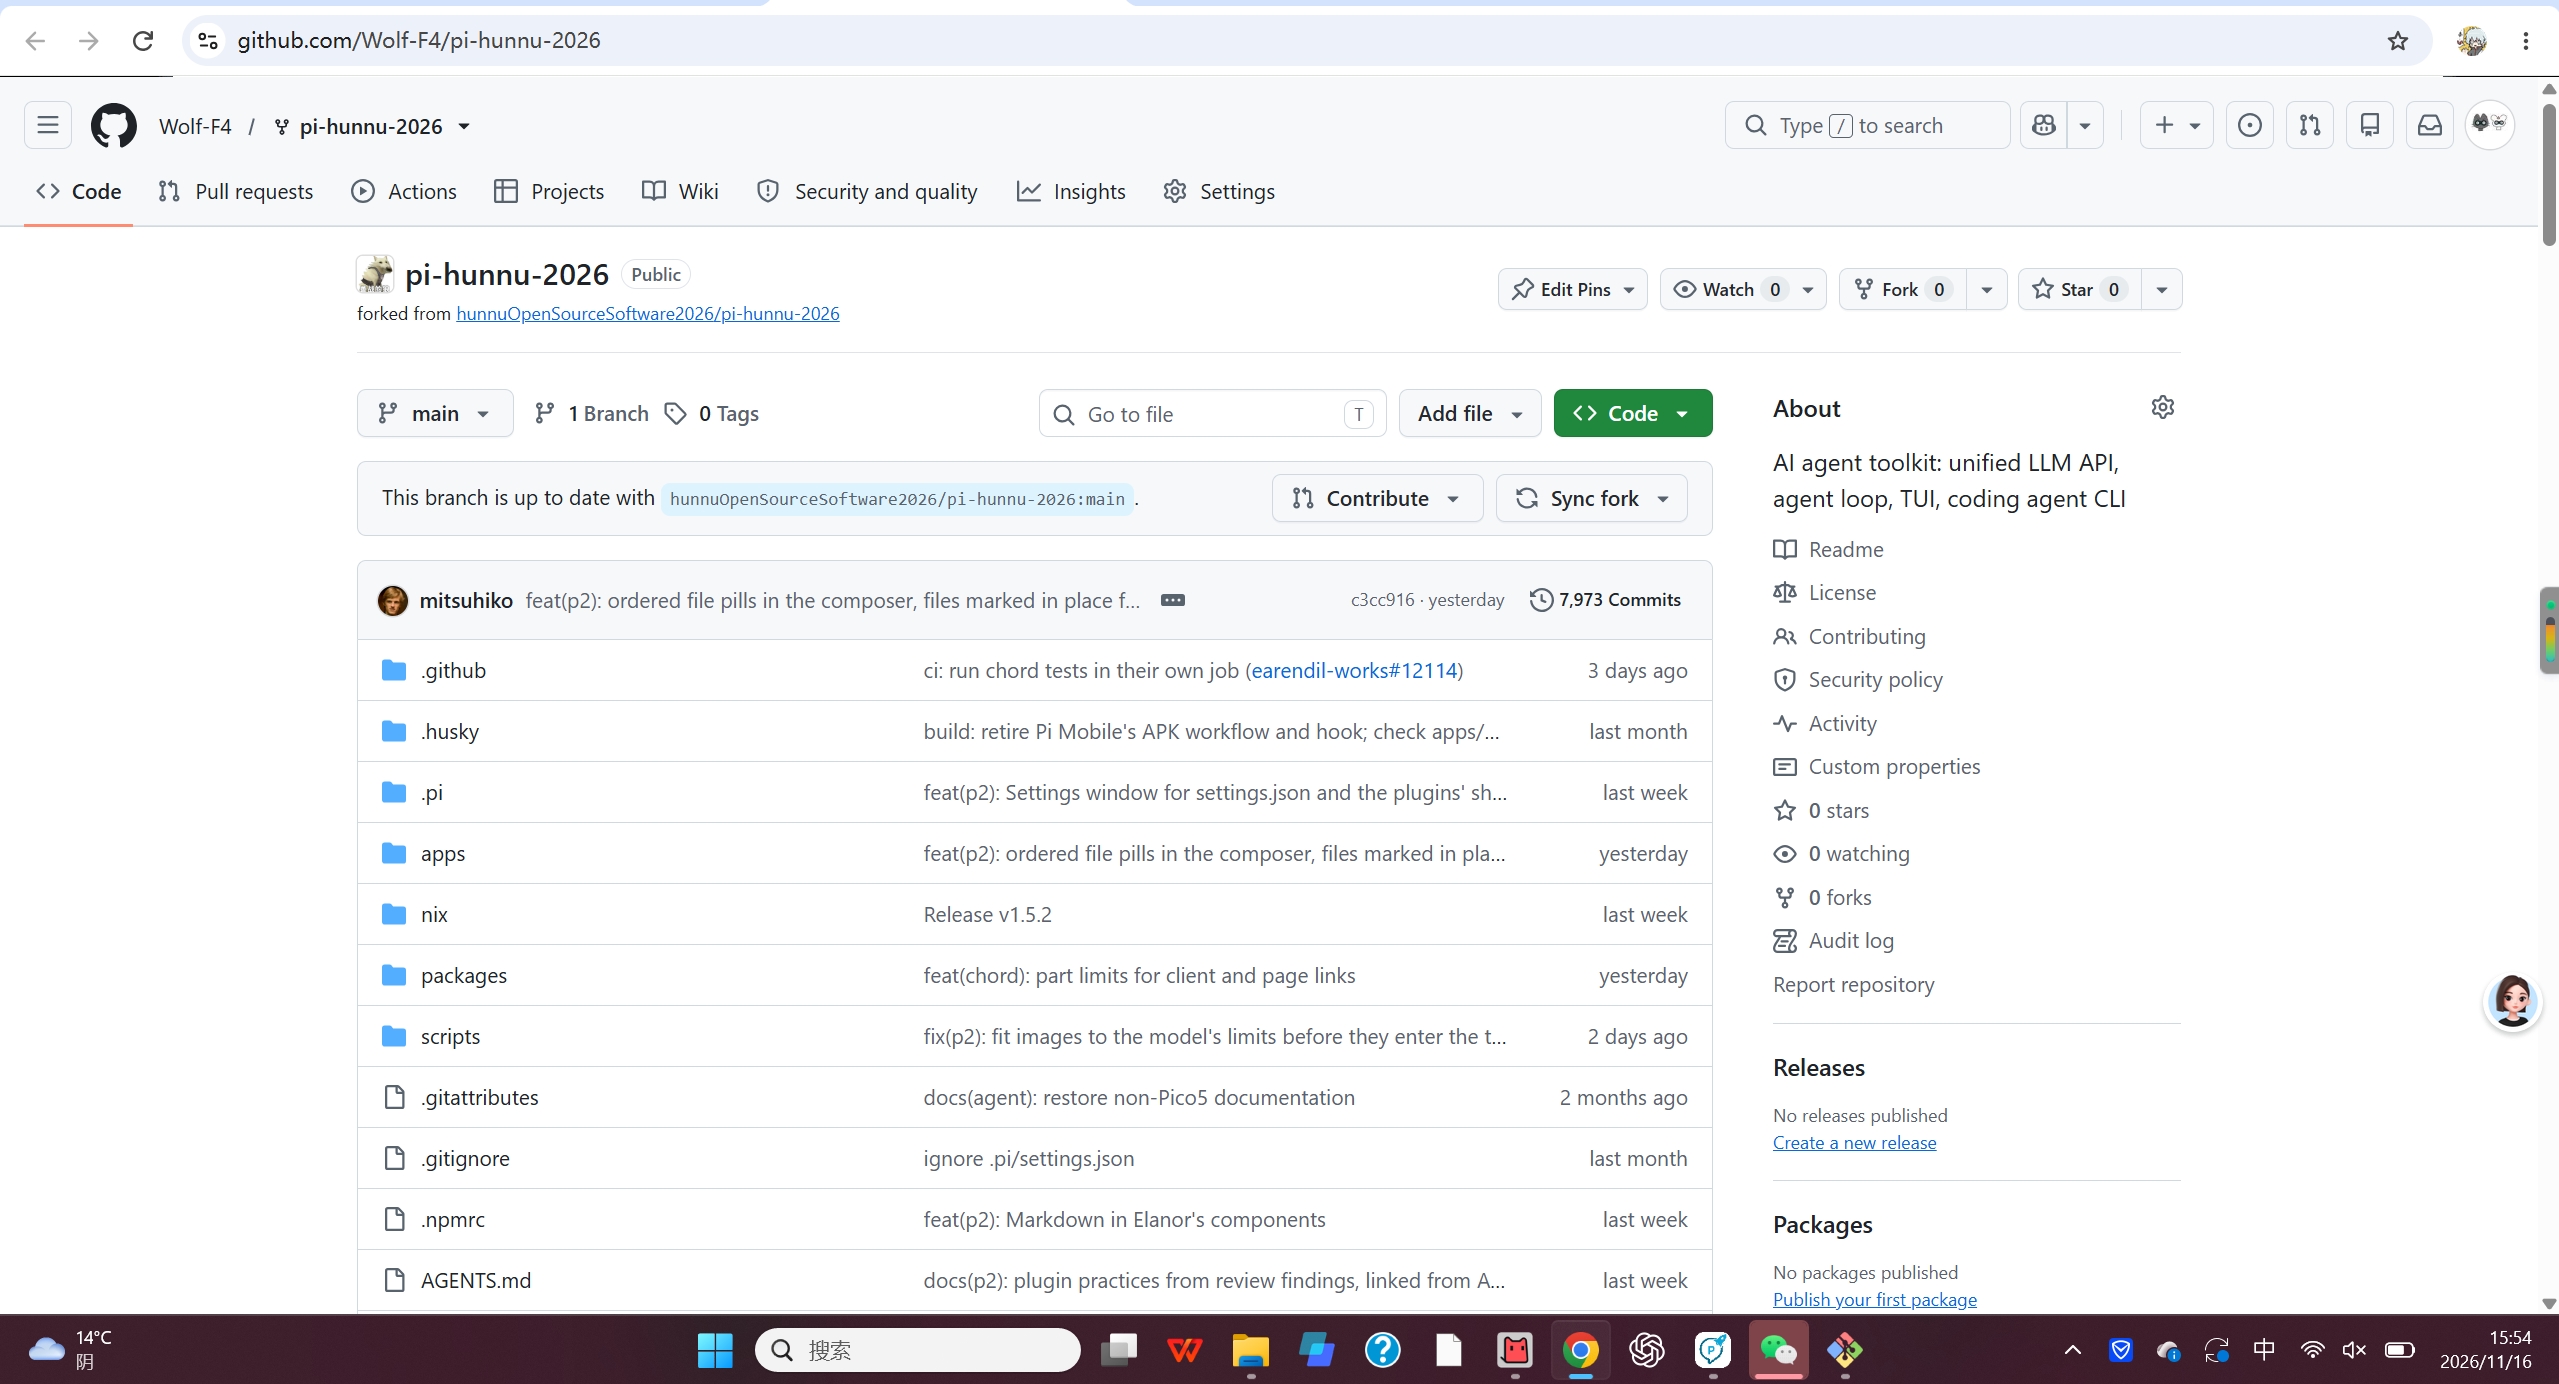 github.com/Wolf-F4/pi-hunnu-2026
Wolf-F4 / pi-hunnu-2026
Type / to search
Code
Pull requests
Actions
Projects
Wiki
Security and quality
Insights
Settings
pi-hunnu-2026 Public
forked from hunnuOpenSourceSoftware2026/pi-hunnu-2026
Edit Pins
Watch 0
Fork 0
Star 0
main
1 Branch
0 Tags
Go to file T
Add file
Code
This branch is up to date with hunnuOpenSourceSoftware2026/pi-hunnu-2026:main.
Contribute
Sync fork
mitsuhiko feat(p2): ordered file pills in the composer, files marked in place f... c3cc916 · yesterday 7,973 Commits
.github ci: run chord tests in their own job (earendil-works#12114) 3 days ago
.husky build: retire Pi Mobile's APK workflow and hook; check apps/... last month
.pi feat(p2): Settings window for settings.json and the plugins' sh... last week
apps feat(p2): ordered file pills in the composer, files marked in pla... yesterday
nix Release v1.5.2 last week
packages feat(chord): part limits for client and page links yesterday
scripts fix(p2): fit images to the model's limits before they enter the t... 2 days ago
.gitattributes docs(agent): restore non-Pico5 documentation 2 months ago
.gitignore ignore .pi/settings.json last month
.npmrc feat(p2): Markdown in Elanor's components last week
AGENTS.md docs(p2): plugin practices from review findings, linked from A... last week
About
AI agent toolkit: unified LLM API,
agent loop, TUI, coding agent CLI
Readme
License
Contributing
Security policy
Activity
Custom properties
0 stars
0 watching
0 forks
Audit log
Report repository
Releases
No releases published
Create a new release
Packages
No packages published
Publish your first package
14°C
阴
搜索
中
15:54
2026/11/16